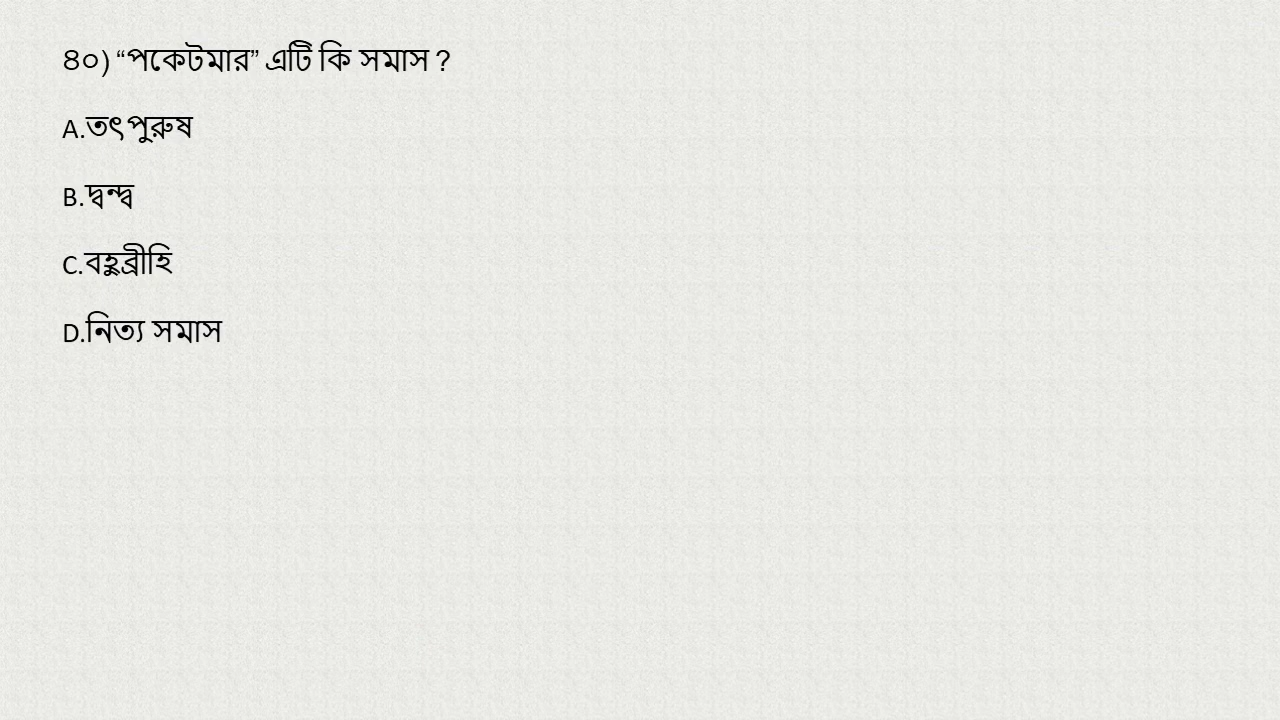 ৪০) “পকেটমার” এটি কি সমাস ?
A.তৎপুরুষ
B.দ্বন্দ্ব
C.বহুব্রীহি
D.নিত্য সমাস